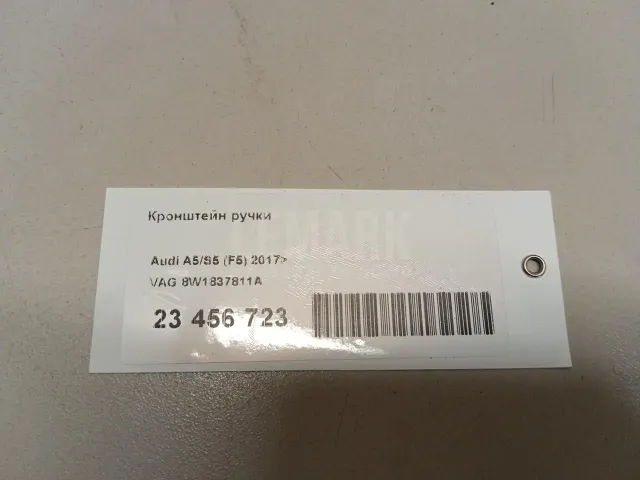 Кронштейн ручки
Audi A5/S5 (F5) 2017>
VAG 8W1837811A
23 456 723